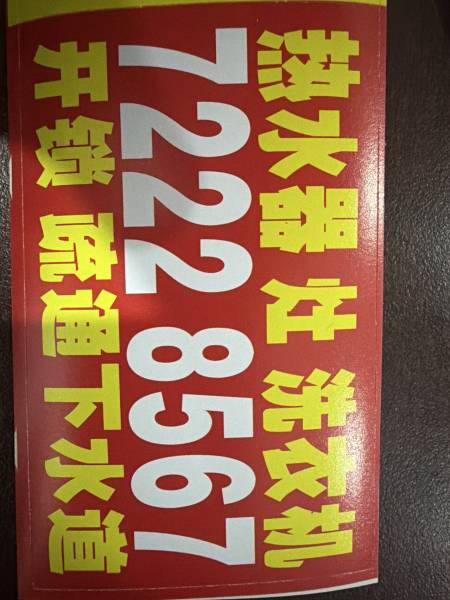 热水器 灶 洗衣机
7222 8567
开锁 疏通下水道